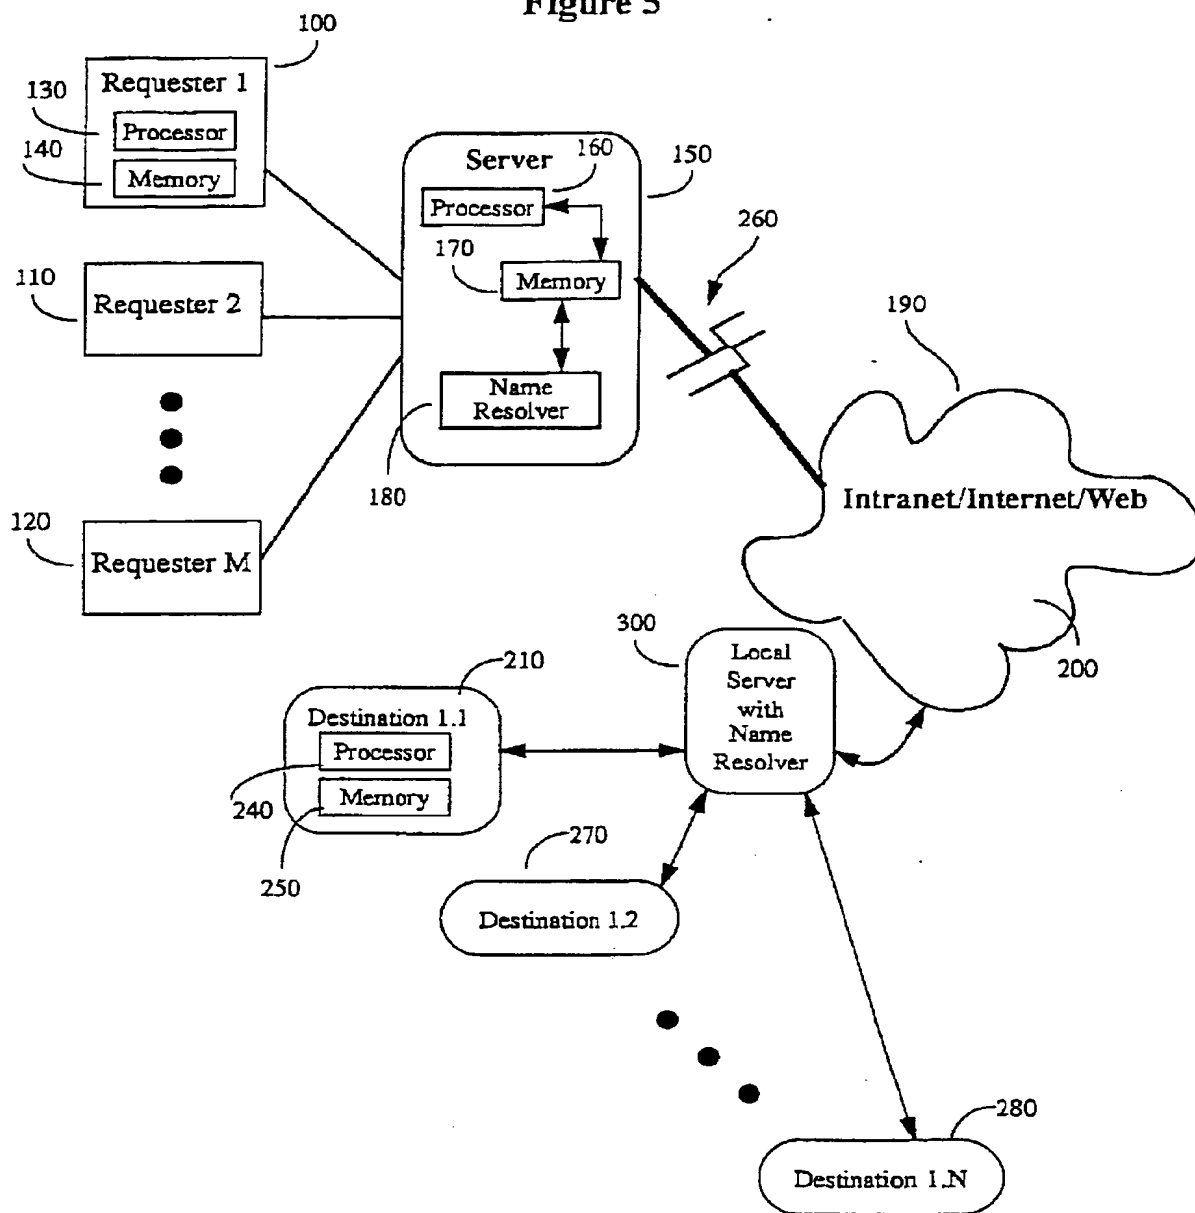 Figure 5
100
Requester 1
130
Processor
140
Memory
110
Requester 2
120
Requester M
Server
160
150
Processor
170
Memory
Name
Resolver
180
260
190
Intranet/Internet/Web
200
300
Local
Server
with
Name
Resolver
210
Destination 1.1
Processor
240
Memory
250
270
Destination 1.2
280
Destination 1.N